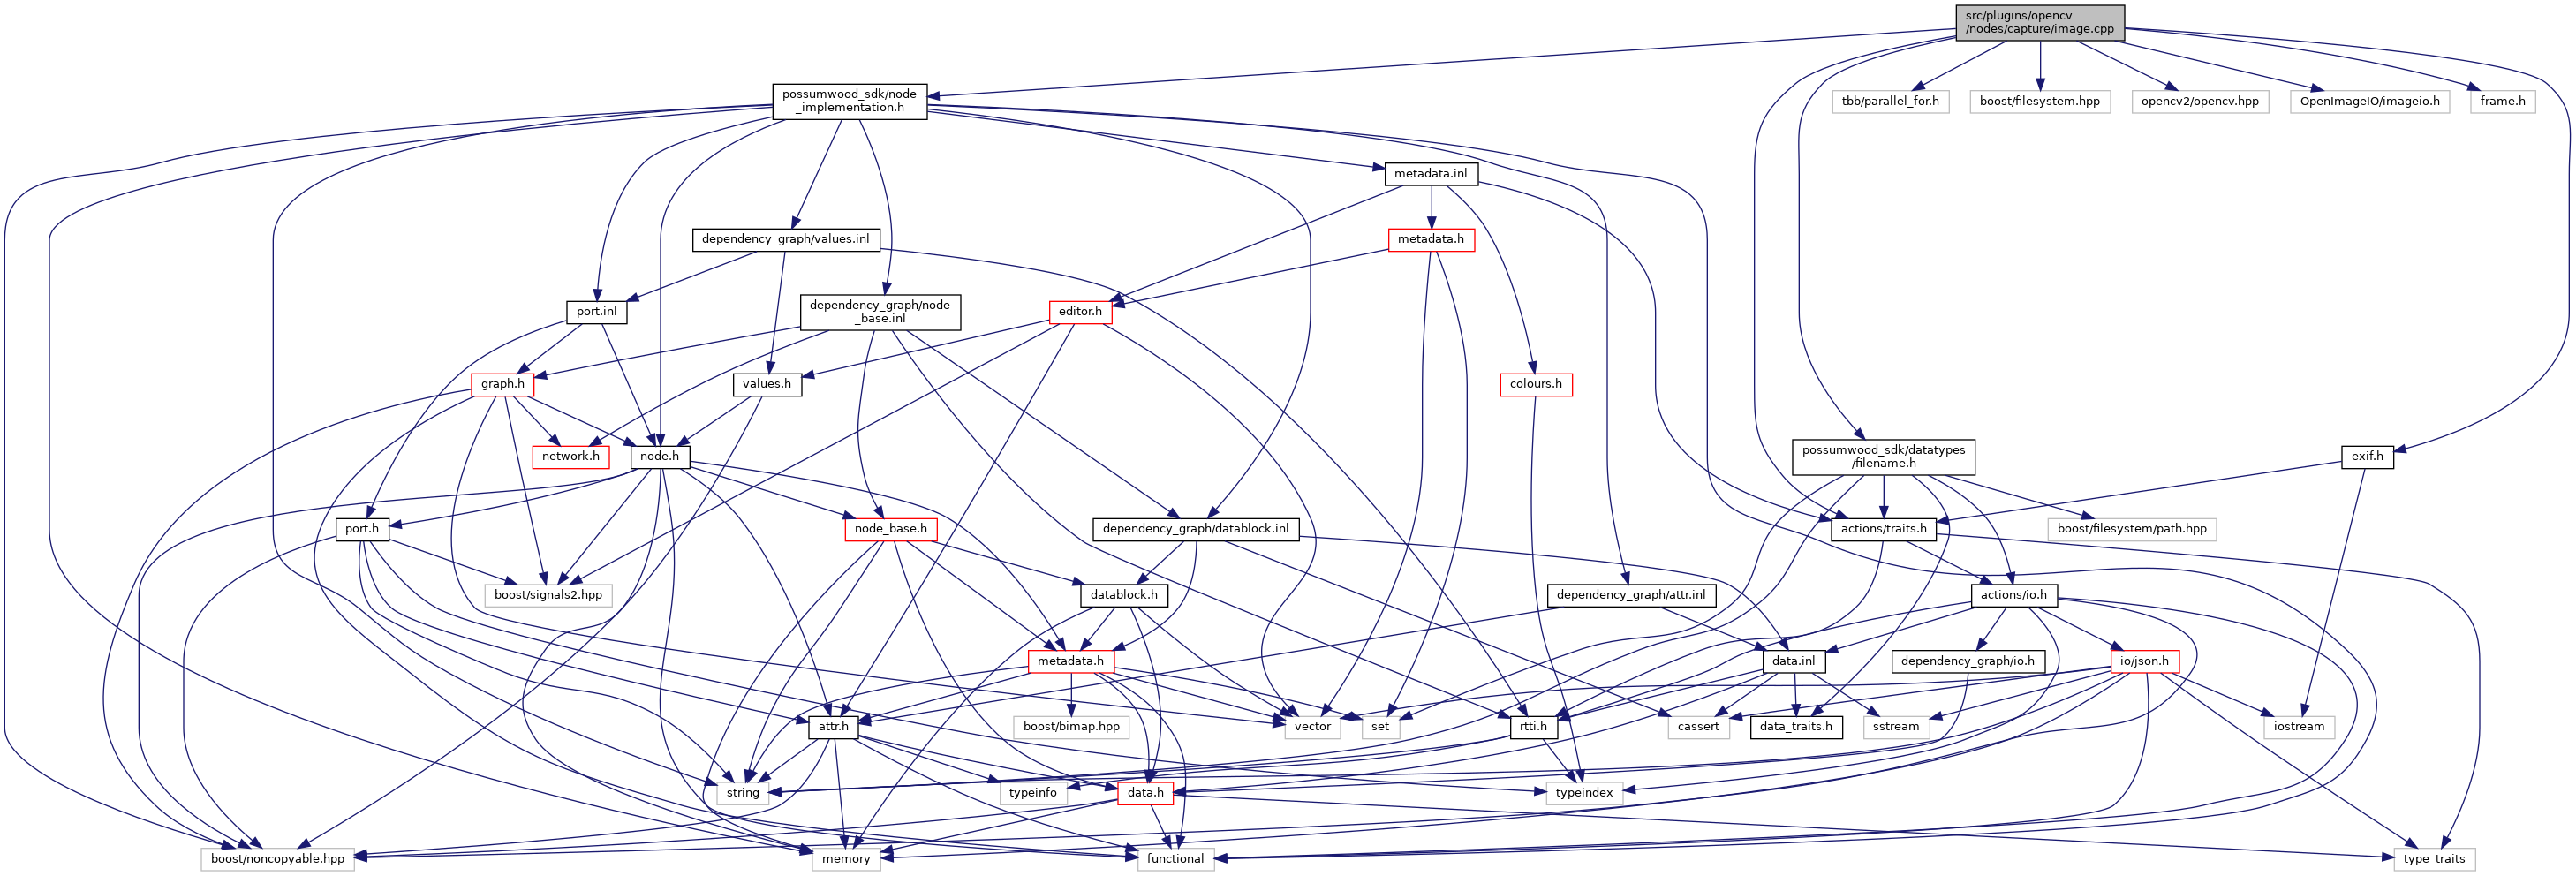 src/plugins/opencv
/nodes/capture/image.cpp
possumwood_sdk/node
_implementation.h
tbb/parallel_for.h
boost/filesystem.hpp
opencv2/opencv.hpp
OpenImageIO/imageio.h
frame.h
metadata.inl
dependency_graph/values.inl
metadata.h
port.inl
dependency_graph/node
_base.inl
editor.h
graph.h
values.h
colours.h
network.h
node.h
possumwood_sdk/datatypes
/filename.h
exif.h
port.h
node_base.h
dependency_graph/datablock.inl
actions/traits.h
boost/filesystem/path.hpp
boost/signals2.hpp
datablock.h
dependency_graph/attr.inl
actions/io.h
metadata.h
data.inl
dependency_graph/io.h
io/json.h
attr.h
boost/bimap.hpp
vector
set
rtti.h
cassert
data_traits.h
sstream
iostream
string
typeinfo
data.h
typeindex
boost/noncopyable.hpp
memory
functional
type_traits